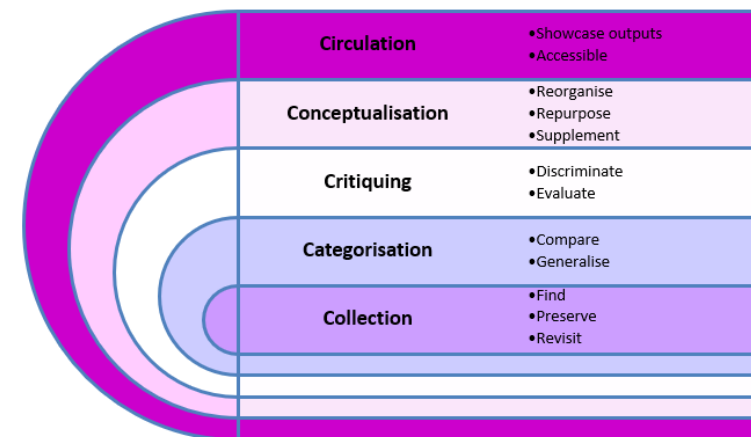 Circulation
•Showcase outputs
•Accessible
Conceptualisation
•Reorganise
•Repurpose
•Supplement
Critiquing
•Discriminate
•Evaluate
Categorisation
•Compare
•Generalise
Collection
•Find
•Preserve
•Revisit